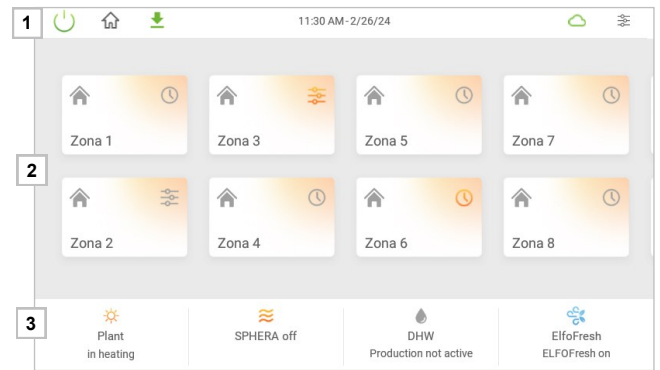 1
11:30 AM - 2/26/24
2
Zona 1
Zona 3
Zona 5
Zona 7
Zona 2
Zona 4
Zona 6
Zona 8
3
Plant
in heating
SPHERA off
DHW
Production not active
ElfoFresh
ELFOFresh on